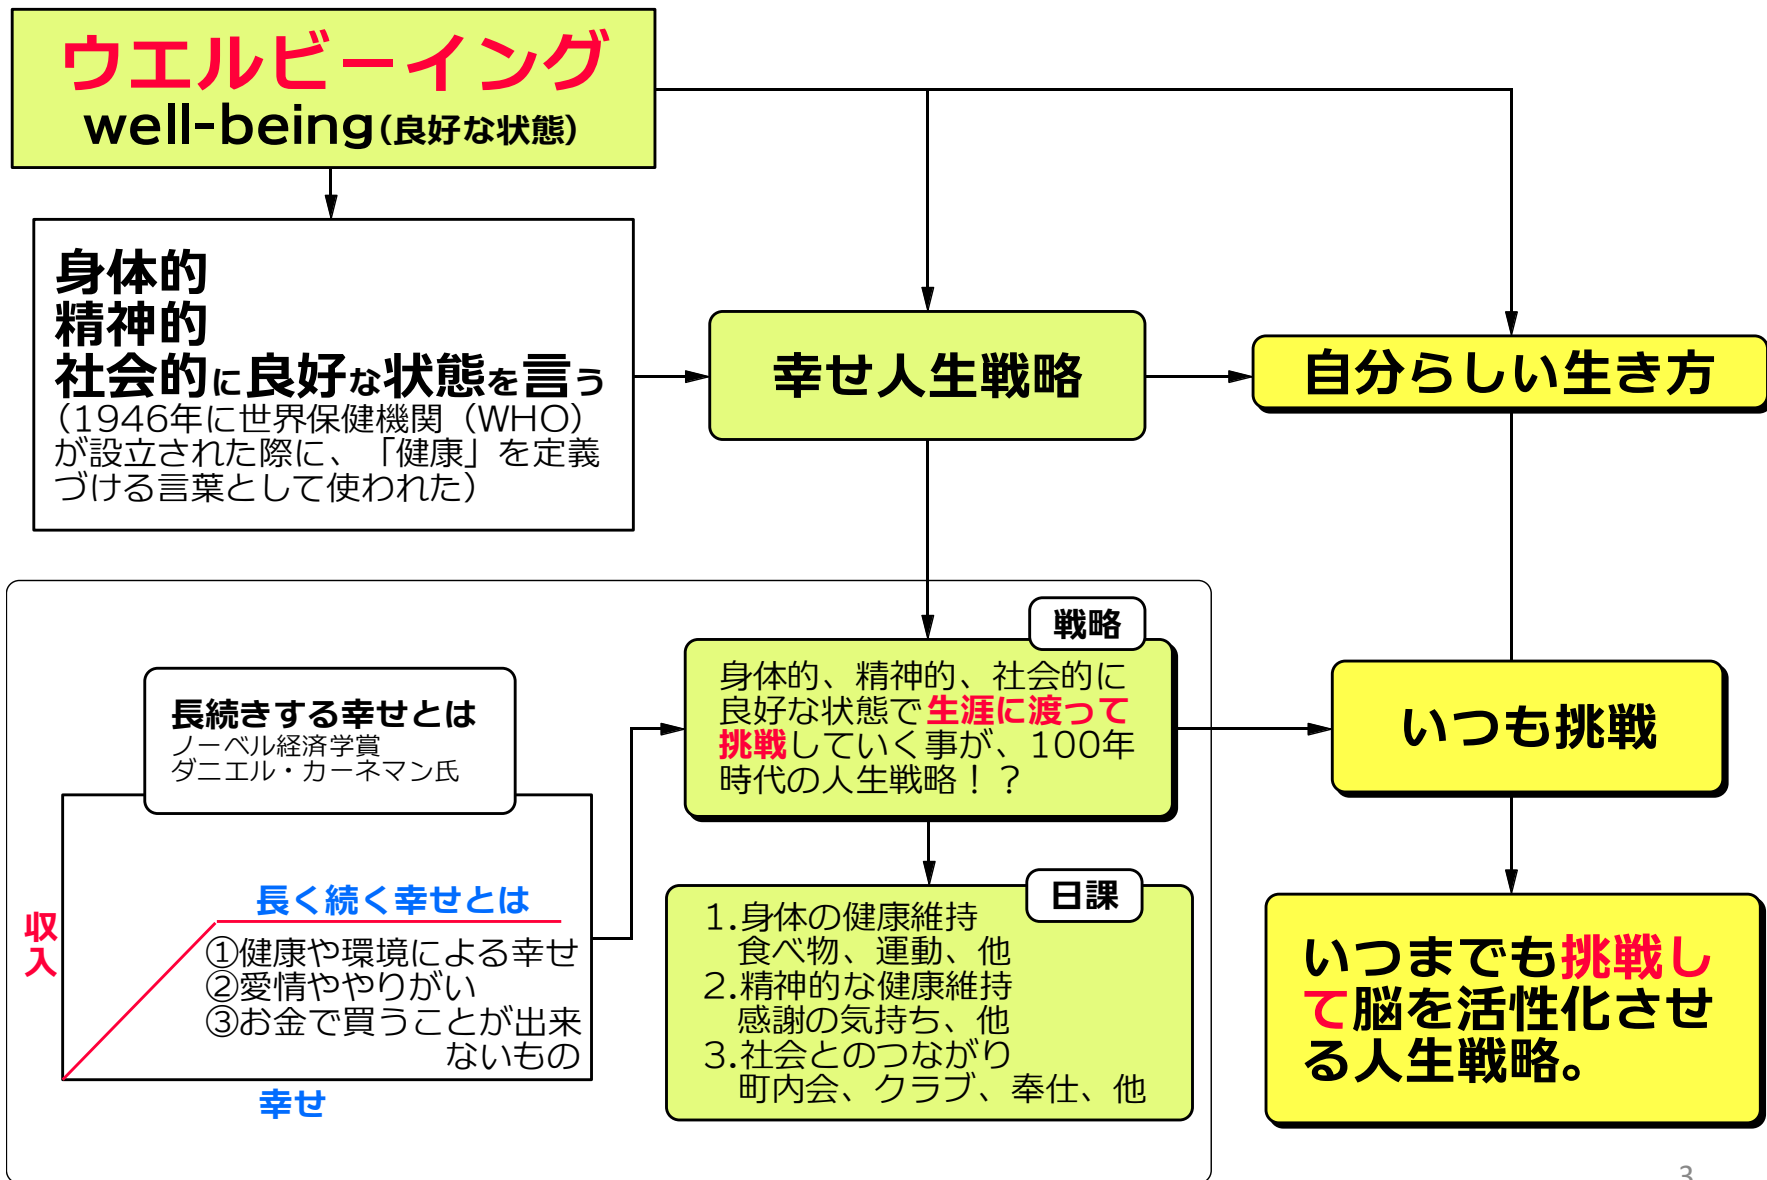 ウエルビーイング
well-being(良好な状態)
身体的
精神的
社会的に良好な状態を言う
(1946年に世界保健機関（WHO）
が設立された際に、「健康」を定義
づける言葉として使われた）
幸せ人生戦略
自分らしい生き方
戦略
身体的、精神的、社会的に
良好な状態で生涯に渡って
挑戦していく事が、100年
時代の人生戦略！？
いつも挑戦
長続きする幸せとは
ノーベル経済学賞
ダニエル・カーネマン氏
収入
長く続く幸せとは
①健康や環境による幸せ
②愛情ややりがい
③お金で買うことが出来
ないもの
幸せ
日課
1.身体の健康維持
食べ物、運動、他
2.精神的な健康維持
感謝の気持ち、他
3.社会とのつながり
町内会、クラブ、奉仕、他
いつまでも挑戦し
て脳を活性化させ
る人生戦略。
3